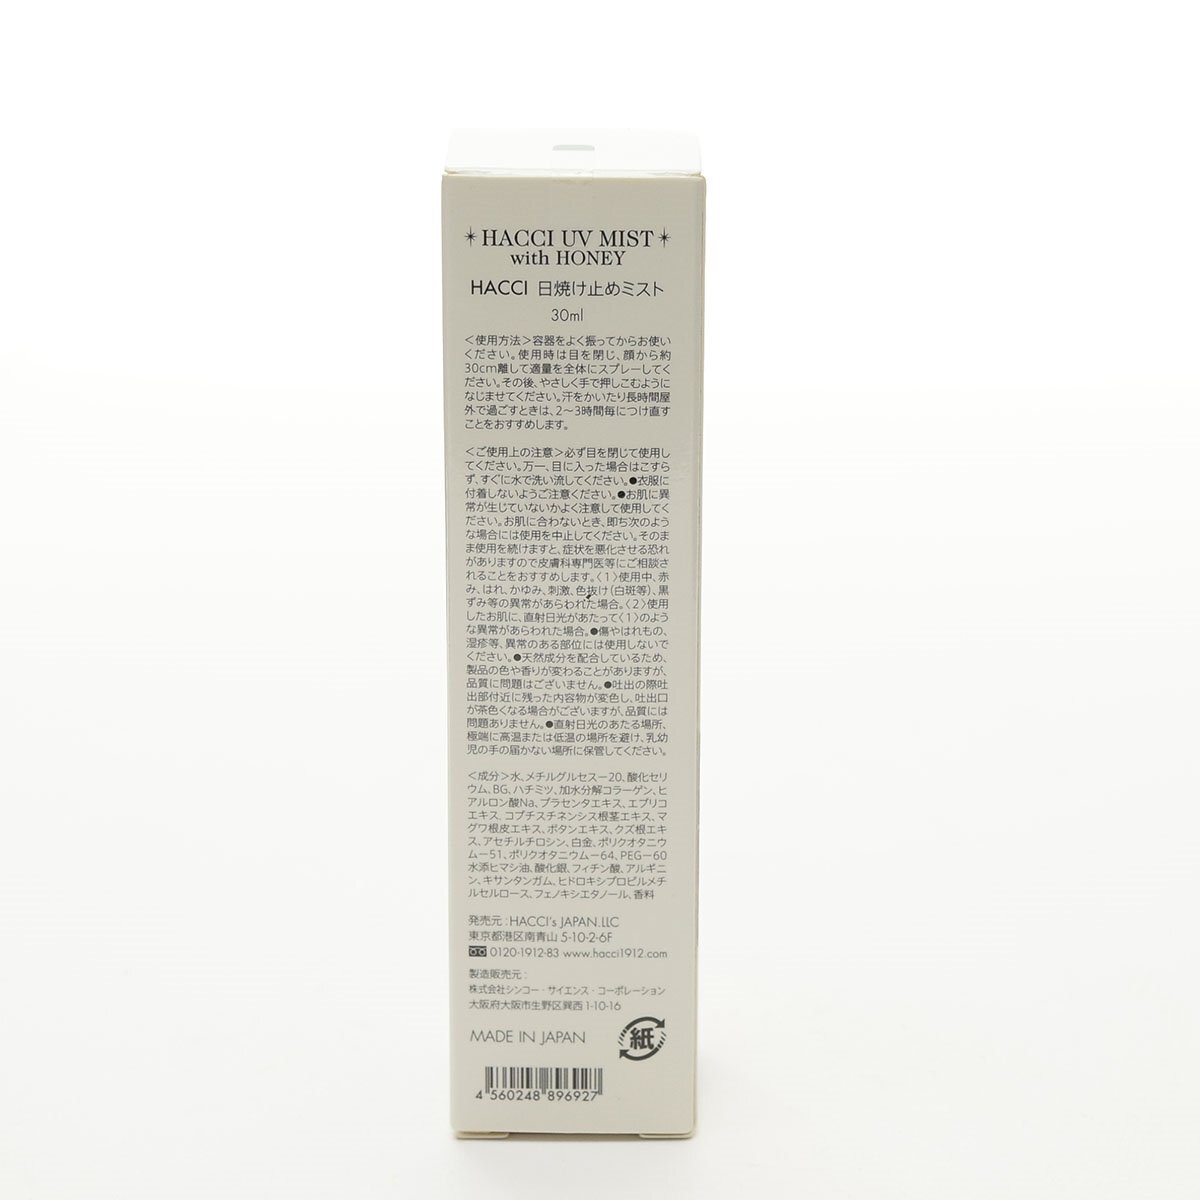 HACCI UV MIST
with HONEY
HACCI 日焼け止めミスト
30ml
＜使用方法＞容器をよく振ってからお使い
ください。使用時は目を閉じ、顔から約
30cm離して適量を全体にスプレーしてく
ださい。その後、やさしく手で押しこむように
なじませてください。汗をかいたり長時間屋
外で過ごすときは、2〜3時間毎につけ直す
ことをおすすめします。
＜ご使用上の注意＞必ず目を閉じて使用し
てください。万一、目に入った場合はこすら
ず、すぐに水で洗い流してください。●衣服に
付着しないようご注意ください。●お肌に異
常が生じていないかよく注意して使用してく
ださい。お肌に合わないとき、即ち次のよう
な場合には使用を中止してください。そのま
ま使用を続けますと、症状を悪化させる恐れ
がありますので皮膚科専門医等にご相談さ
れることをおすすめします。（1）使用中、赤
み、はれ、かゆみ、刺激、色抜け（白斑等）、黒
ずみ等の異常があらわれた場合。（2）使用
したお肌に、直射日光があたって（1）のよう
な異常があらわれた場合。●傷やはれもの、
湿疹等、異常のある部位には使用しないで
ください。●天然成分を配合しているため、
製品の色や香りが変わることがありますが、
品質に問題はございません。●吐出の際吐
出部付近に残った内容物が変色し、吐出口
が茶色くなる場合がございますが、品質には
問題ありません。●直射日光のあたる場所、
極端に高温または低温の場所を避け、乳幼
児の手の届かない場所に保管してください。
＜成分＞水、メチルグルセス−20、酸化セリ
ウム、BG、ハチミツ、加水分解コラーゲン、ヒ
アルロン酸Na、プラセンタエキス、エブリコ
エキス、コプチスチネンシス根茎エキス、マ
グワ根皮エキス、ボタンエキス、クズ根エキ
ス、アセチルチロシン、白金、ポリクオタニウ
ム−51、ポリクオタニウム−64、PEG−60
水添ヒマシ油、酸化銀、フィチン酸、アルギニ
ン、キサンタンガム、ヒドロキシプロピルメチ
ルセルロース、フェノキシエタノール、香料
発売元：HACCI's JAPAN.LLC
東京都港区南青山 5-10-2-6F
0120-1912-83 www.hacci1912.com
製造販売元：
株式会社シンコー・サイエンス・コーポレーション
大阪府大阪市生野区巽西1-10-16
MADE IN JAPAN
紙
4 560248 896927